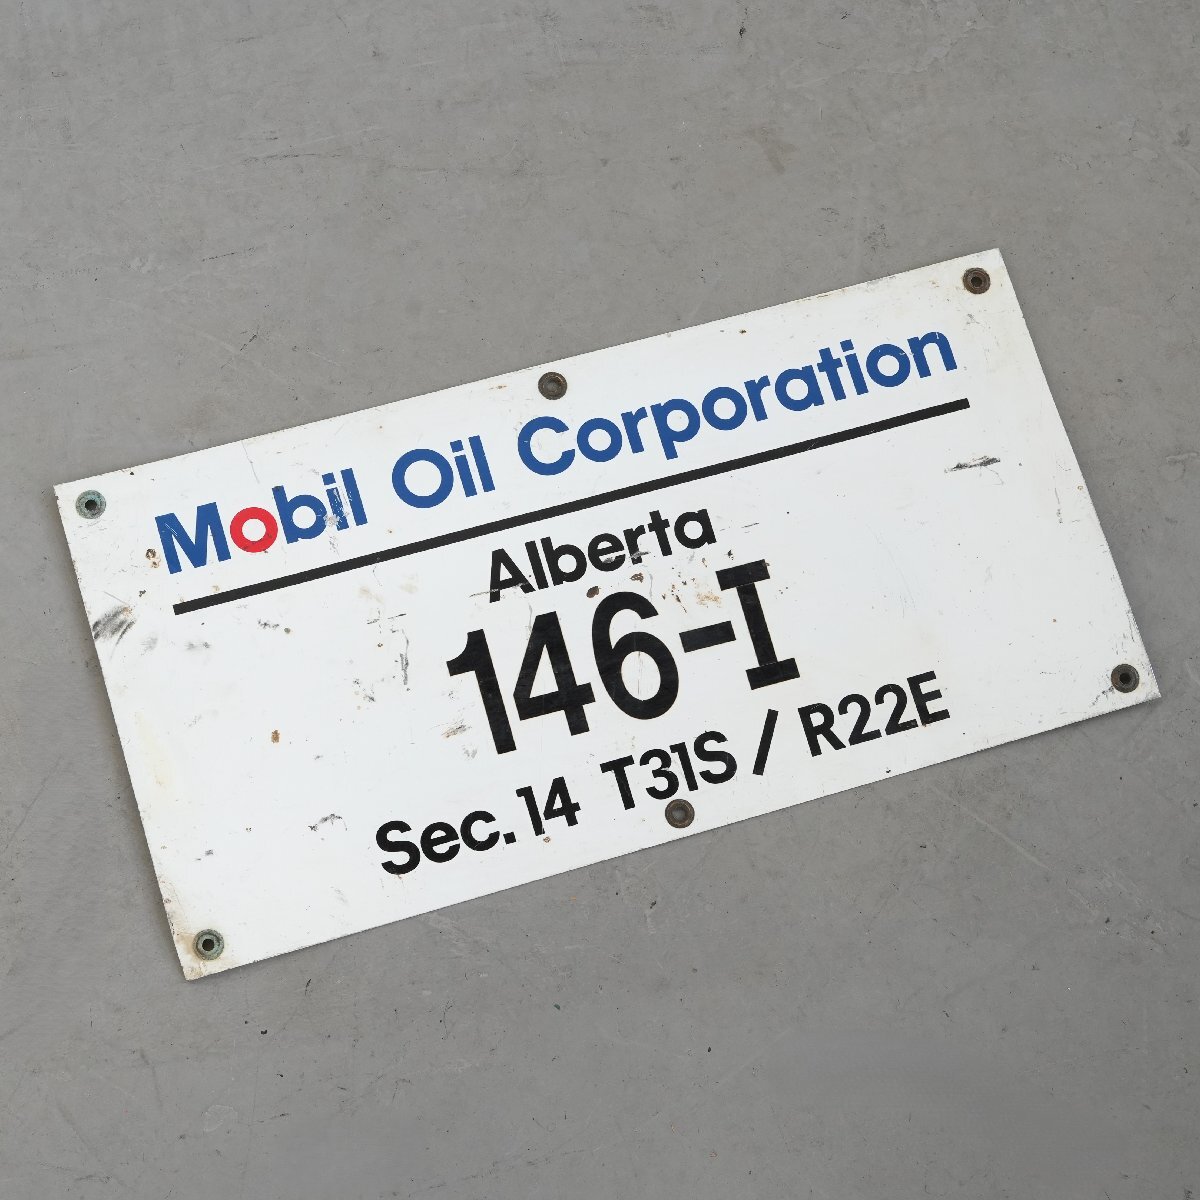 Mobil Oil Corporation
Alberta
146-I
Sec. 14 T31S / R22E